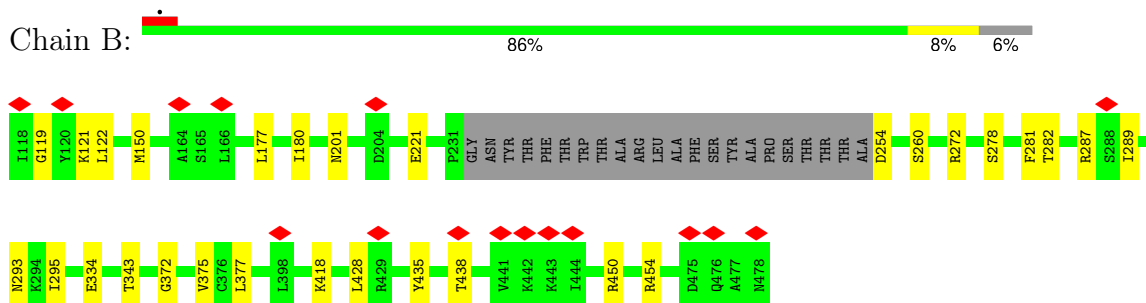 Chain B:
86% 8% 6%
I118 G119 Y120 K121 L122 M150 A164 S165 L166 L177 I180 N201 D204 E221 P231 GLY ASN TYR THR PHE THR TRP THR ALA ARG LEU ALA PHE SER TYR ALA PRO SER THR THR THR ALA D254 S260 R272 S278 F281 T282 R287 S288 I289
N293 K294 I295 E334 T343 G372 V375 C376 L377 L398 K418 L428 R429 Y435 T438 V441 K442 K443 I444 R450 R454 D475 Q476 A477 N478